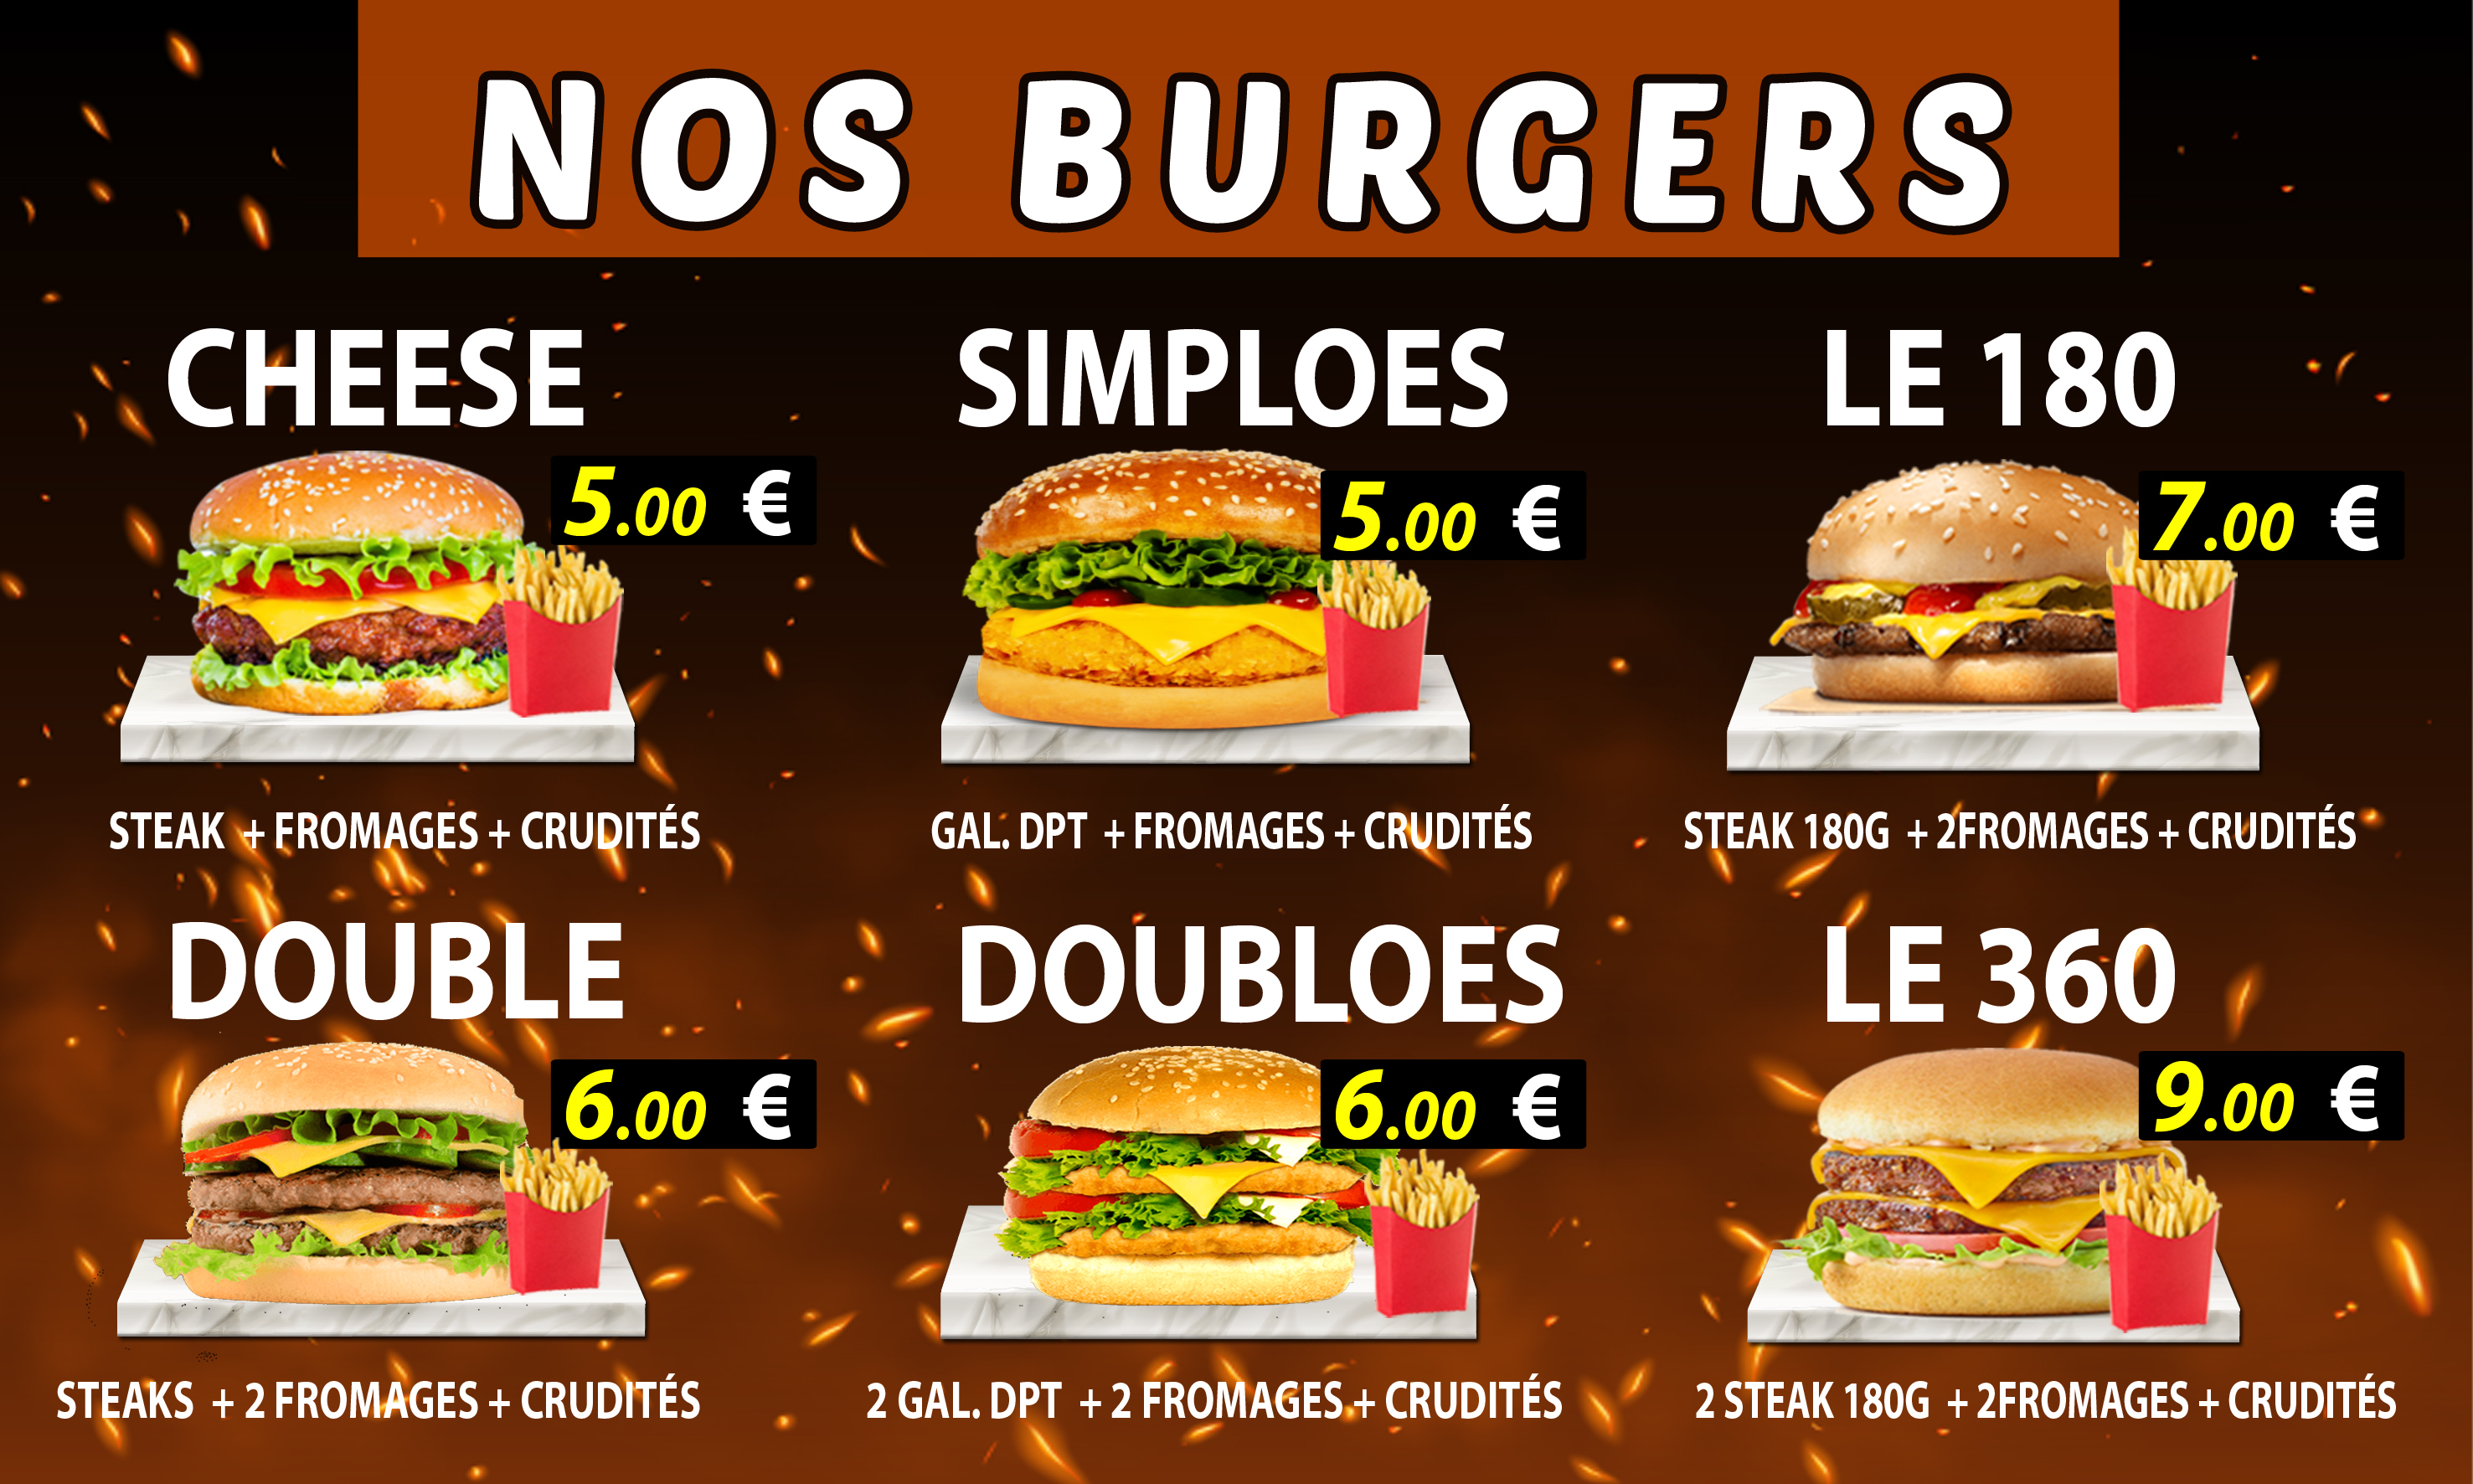 NOS BURGERS
CHEESE
5.00 €
STEAK + FROMAGES + CRUDITÉS
SIMPLOES
5.00 €
GAL. DPT + FROMAGES + CRUDITÉS
LE 180
7.00 €
STEAK 180G + 2FROMAGES + CRUDITÉS
DOUBLE
6.00 €
STEAKS + 2 FROMAGES + CRUDITÉS
DOUBLOES
6.00 €
2 GAL. DPT + 2 FROMAGES + CRUDITÉS
LE 360
9.00 €
2 STEAK 180G + 2FROMAGES + CRUDITÉS